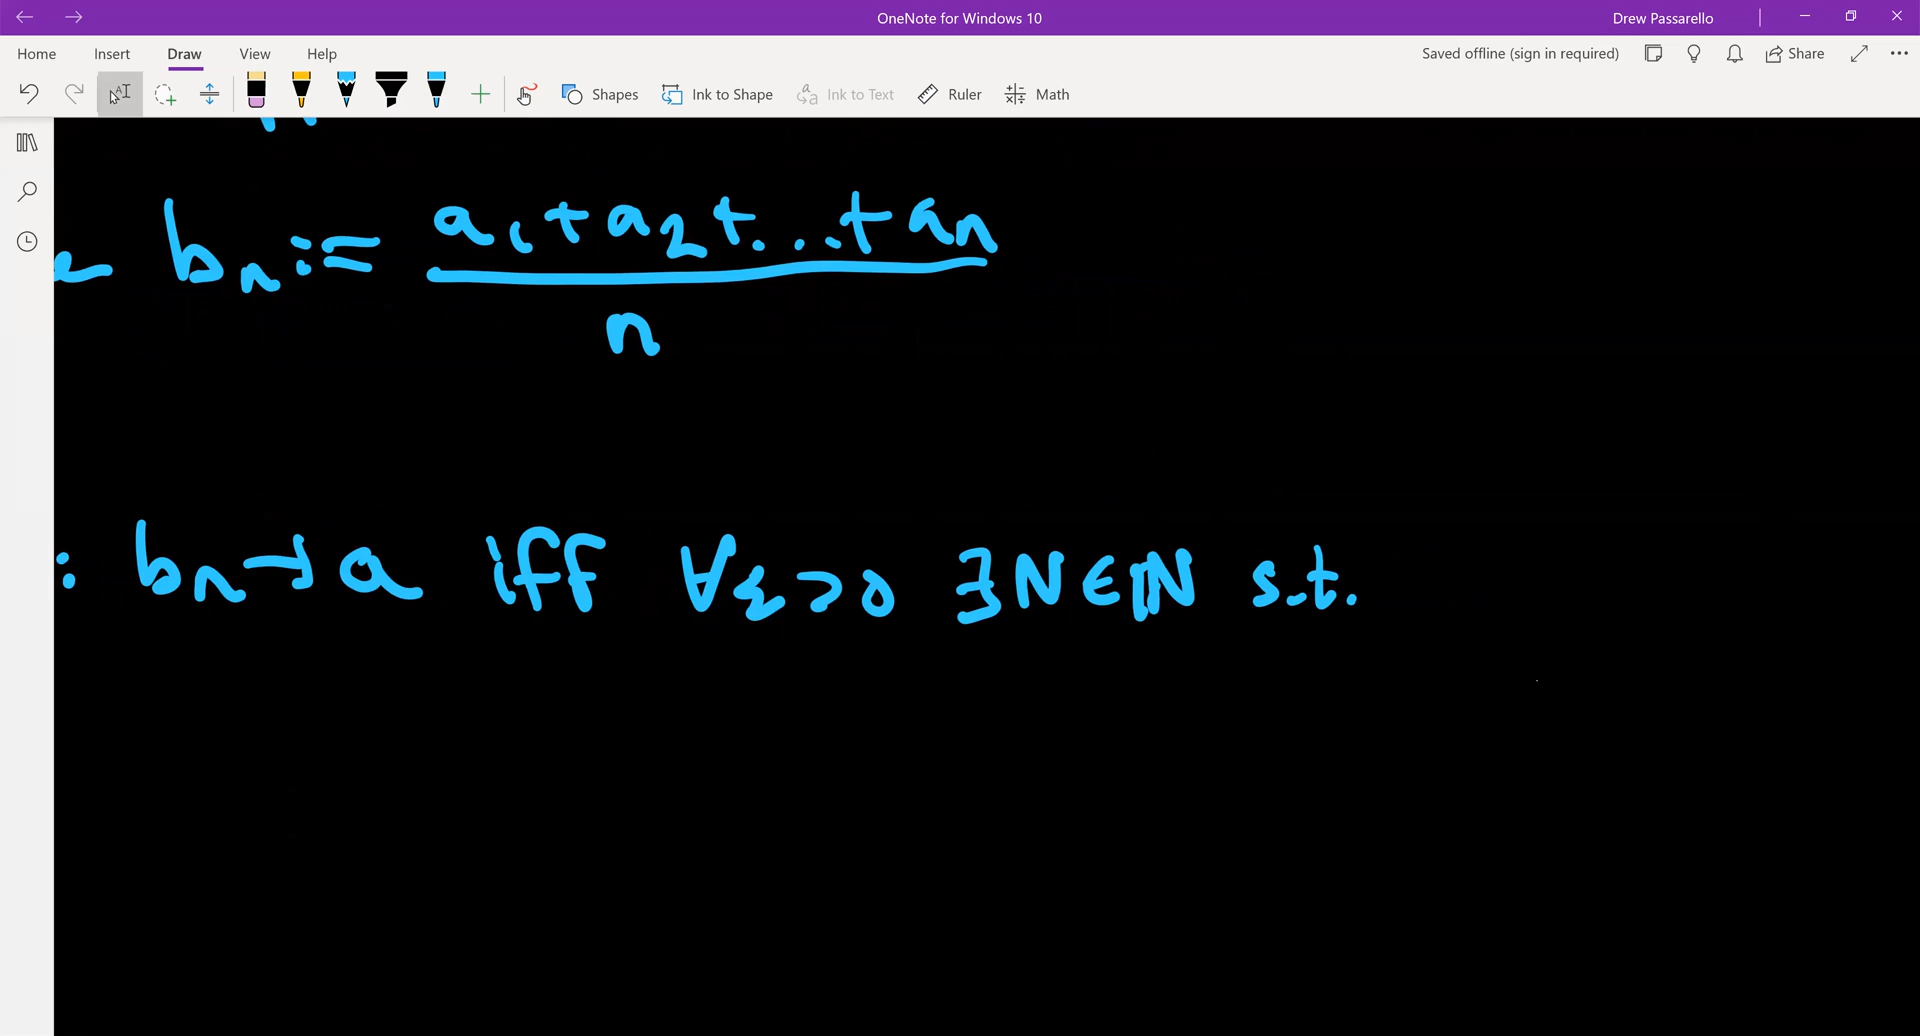 OneNote for Windows 10
Drew Passarello
Home Insert Draw View Help
Saved offline (sign in required) Share
Shapes Ink to Shape Ink to Text Ruler Math
bₙ := a₁ + a₂ + ... + aₙ
n
: bₙ → a iff ∀ε > 0 ∃N ∈ ℕ s.t.